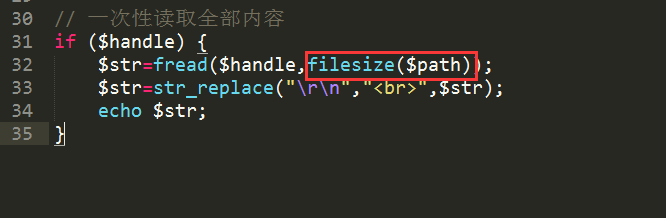 30 // 一次性读取全部内容
31 if ($handle) {
32 $str=fread($handle,filesize($path));
33 $str=str_replace("\r\n","<br>",$str);
34 echo $str;
35 }